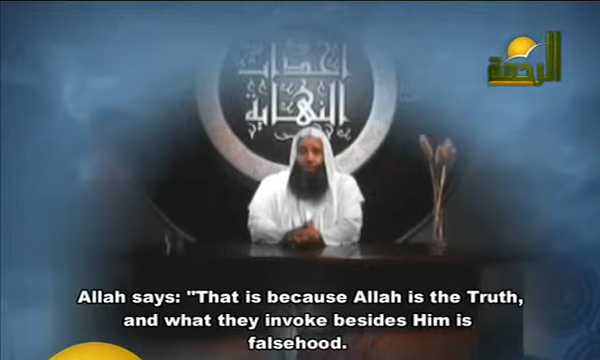 الرحمة
أحداث
النهاية
Allah says: "That is because Allah is the Truth,
and what they invoke besides Him is
falsehood.